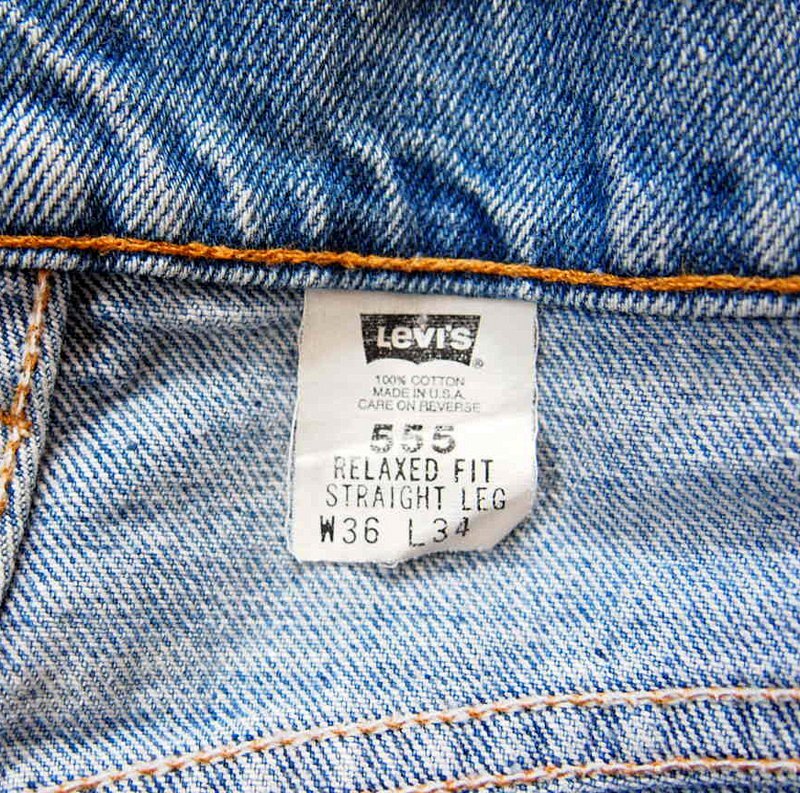 LEVI'S®
100% COTTON
MADE IN U.S.A.
CARE ON REVERSE
555
RELAXED FIT
STRAIGHT LEG
W36 L34